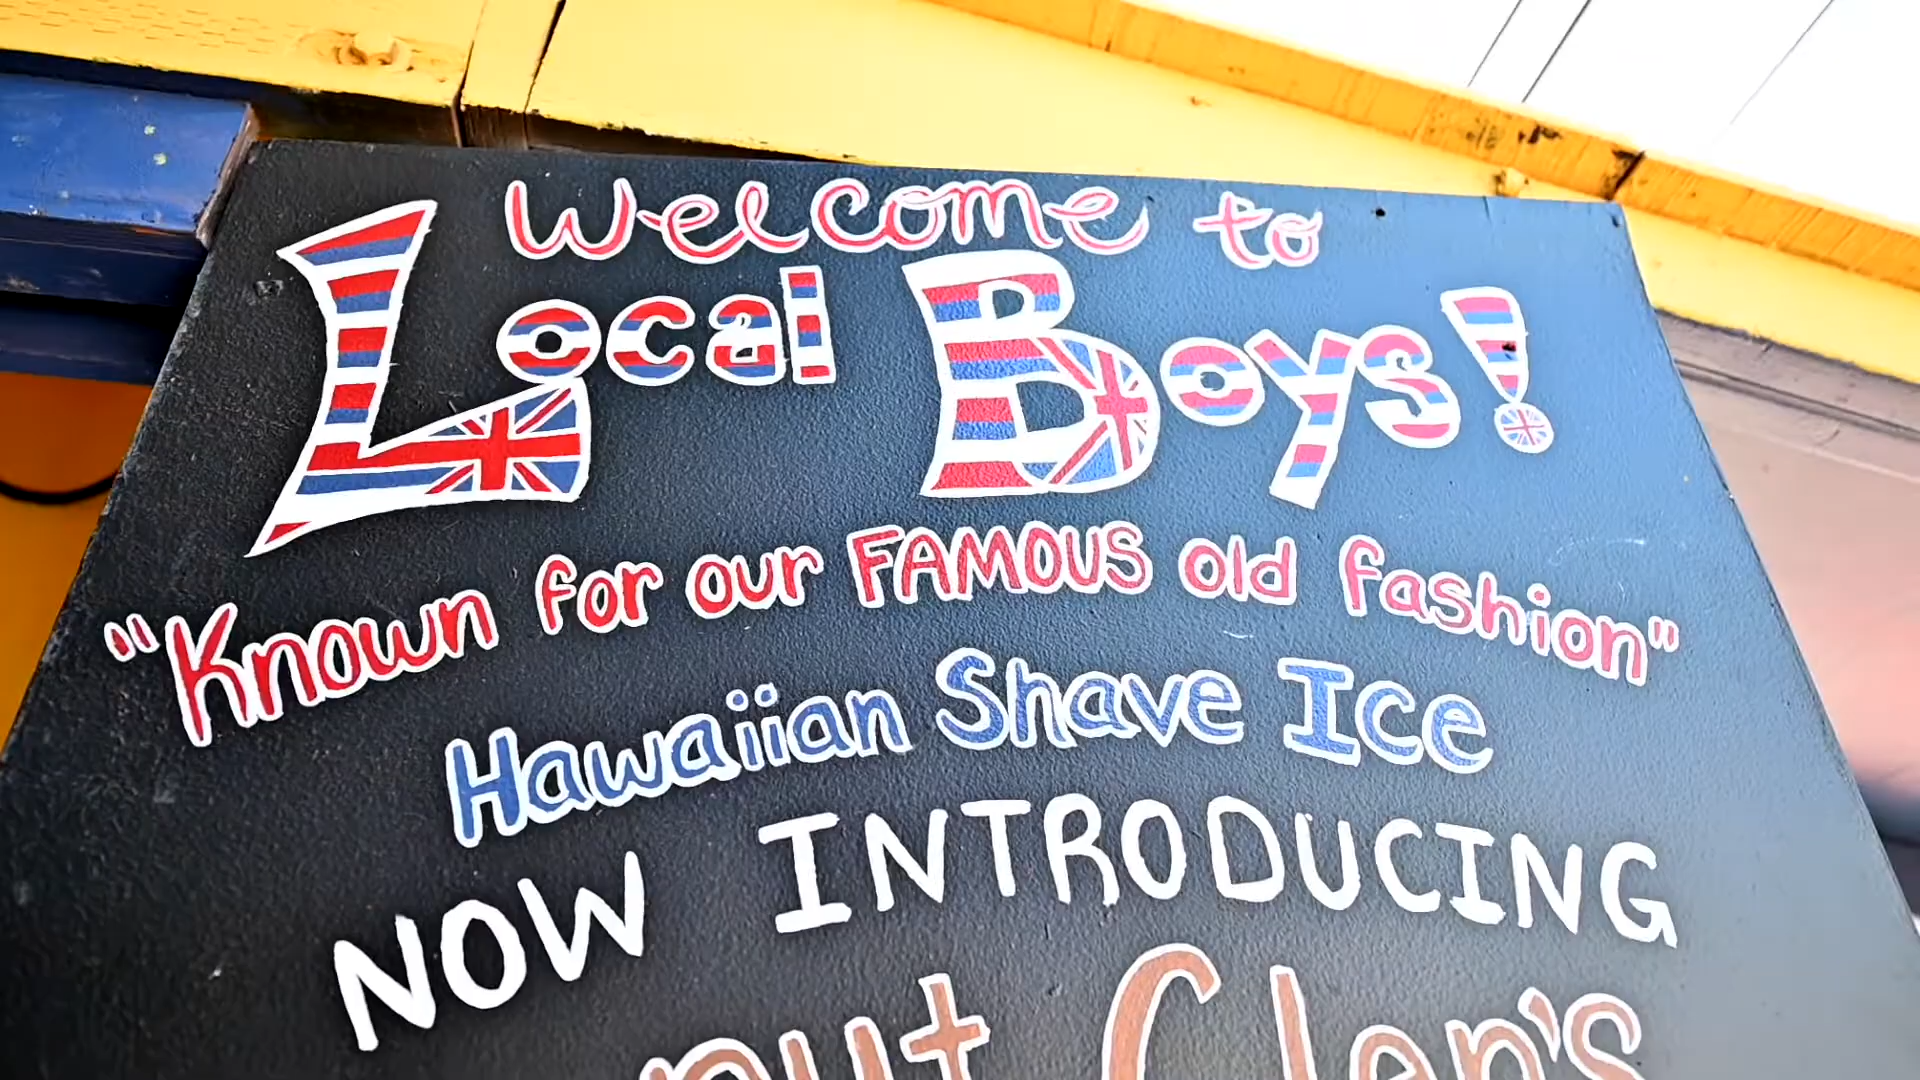 Welcome to
Local Boys!
"Known for our FAMOUS old fashion"
Hawaiian Shave Ice
NOW INTRODUCING